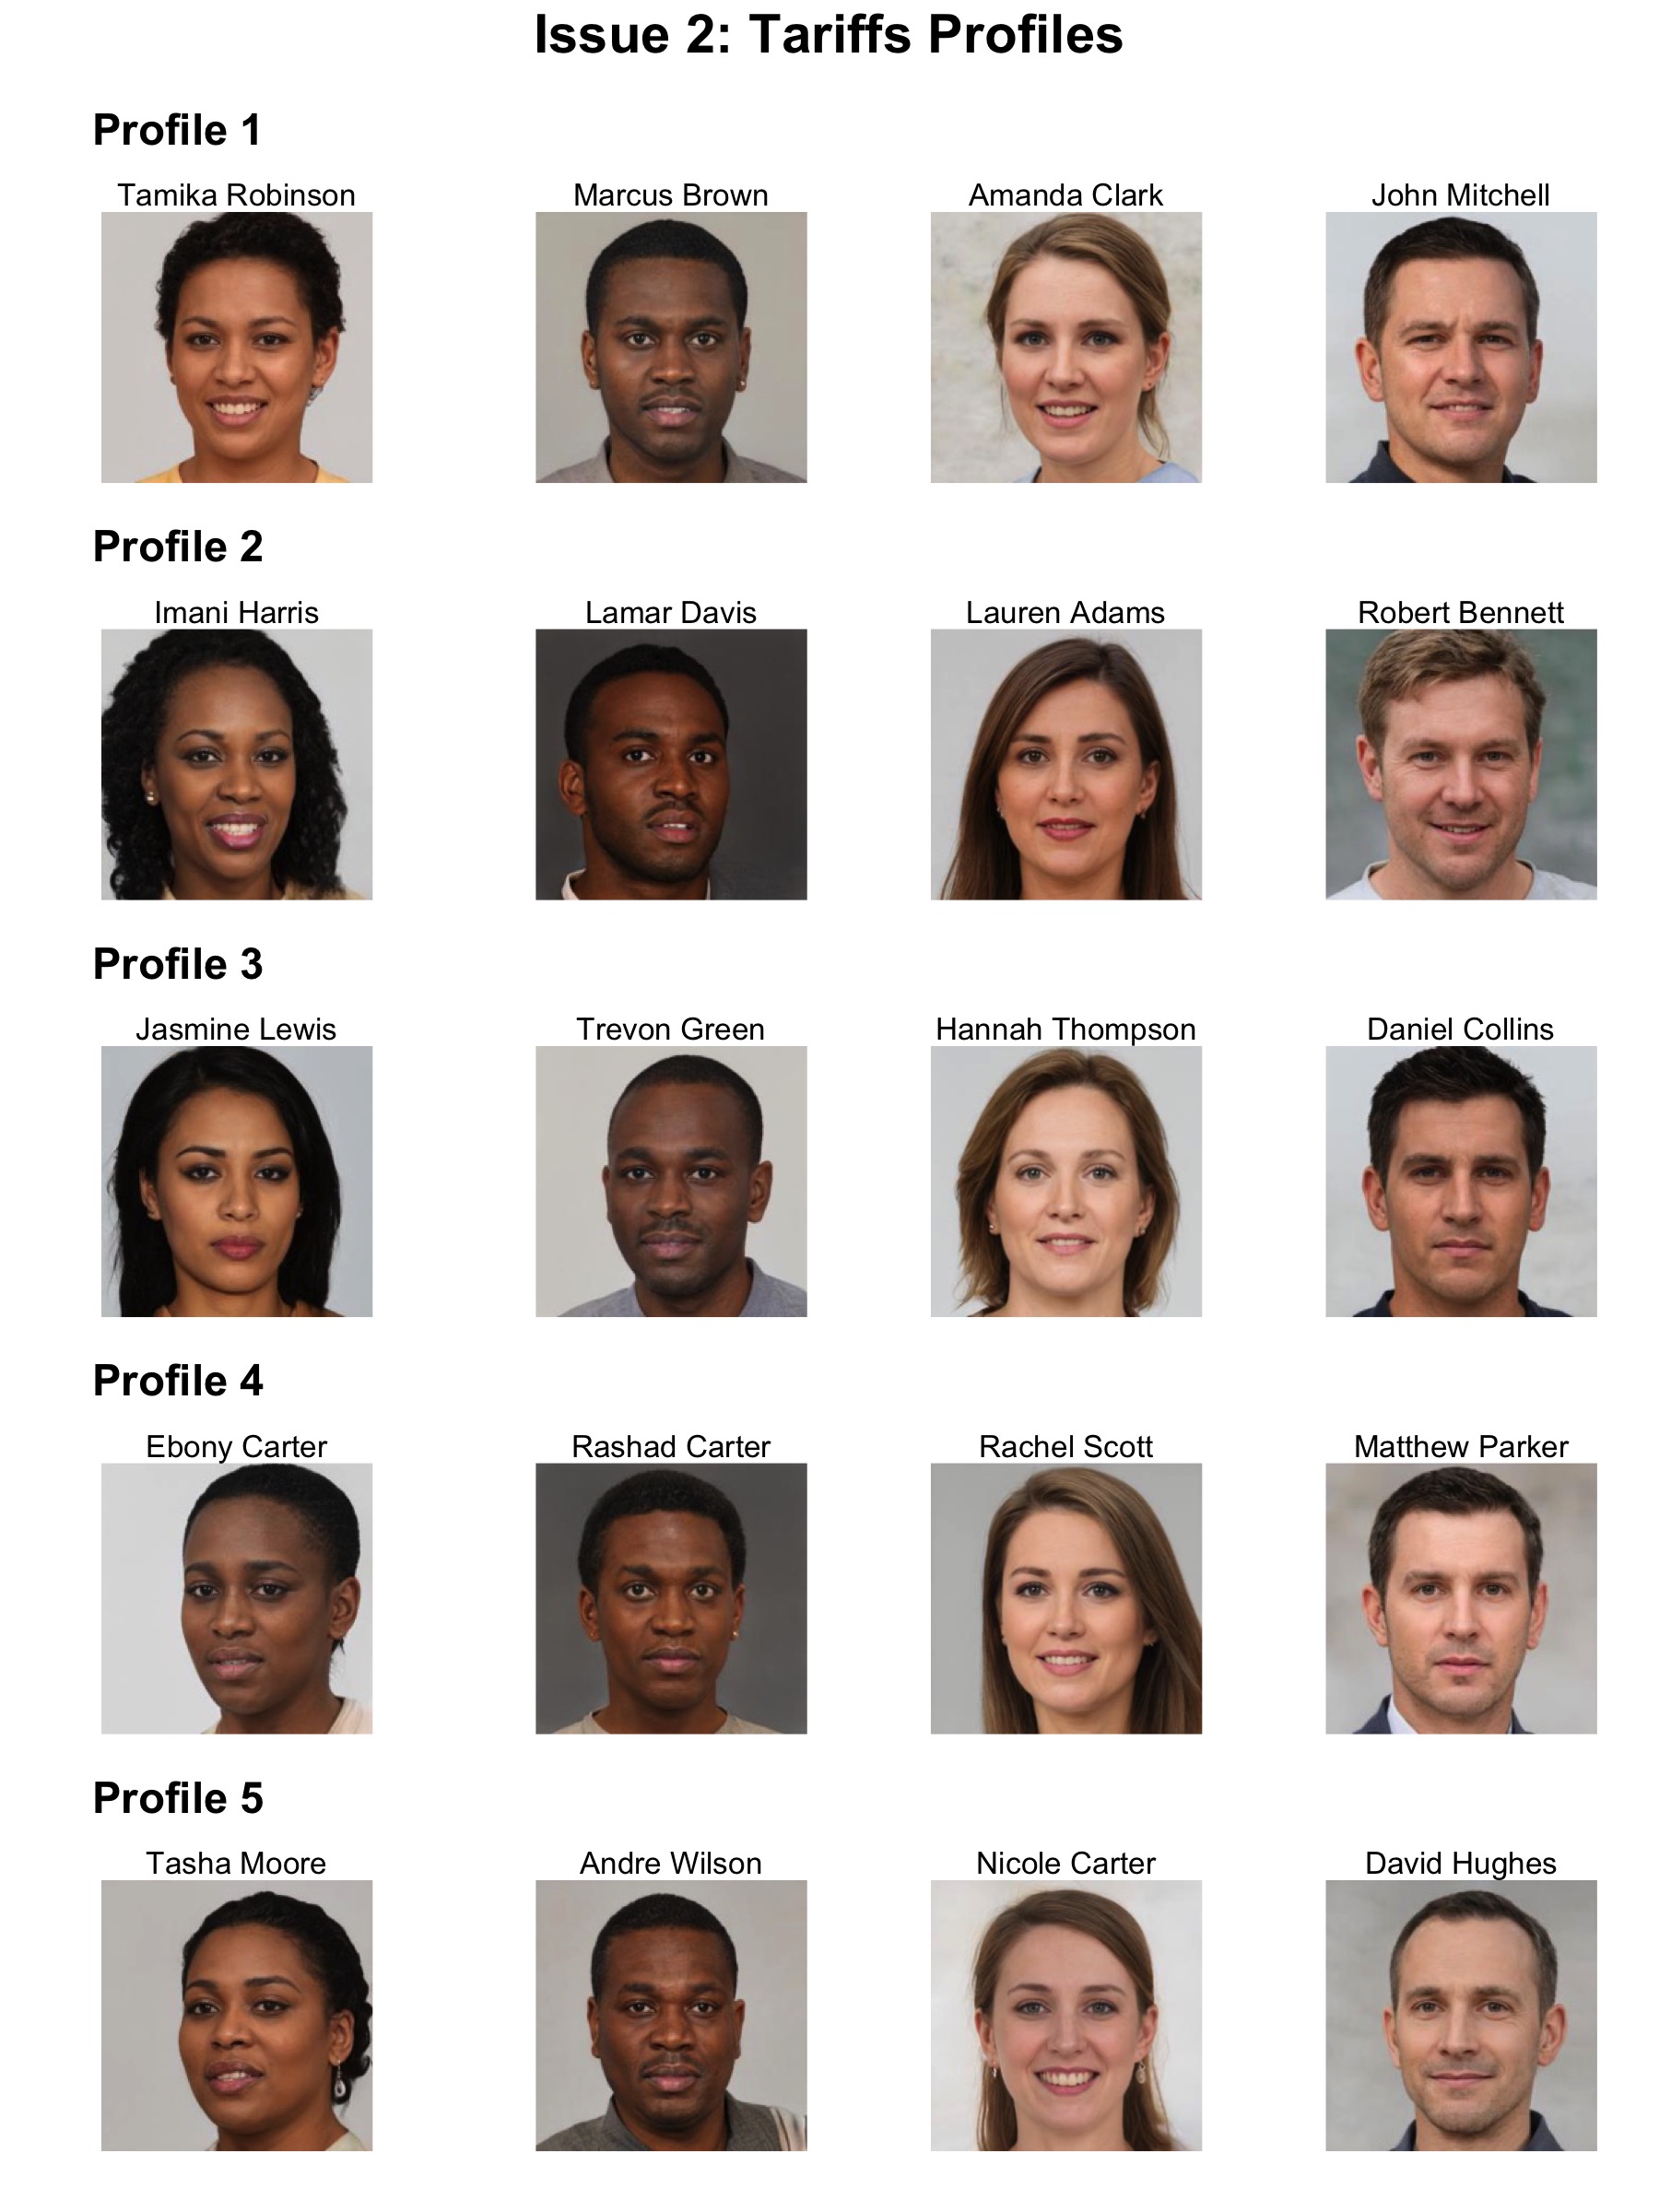 Issue 2: Tariffs Profiles
Profile 1
Tamika Robinson Marcus Brown Amanda Clark John Mitchell
Profile 2
Imani Harris Lamar Davis Lauren Adams Robert Bennett
Profile 3
Jasmine Lewis Trevon Green Hannah Thompson Daniel Collins
Profile 4
Ebony Carter Rashad Carter Rachel Scott Matthew Parker
Profile 5
Tasha Moore Andre Wilson Nicole Carter David Hughes